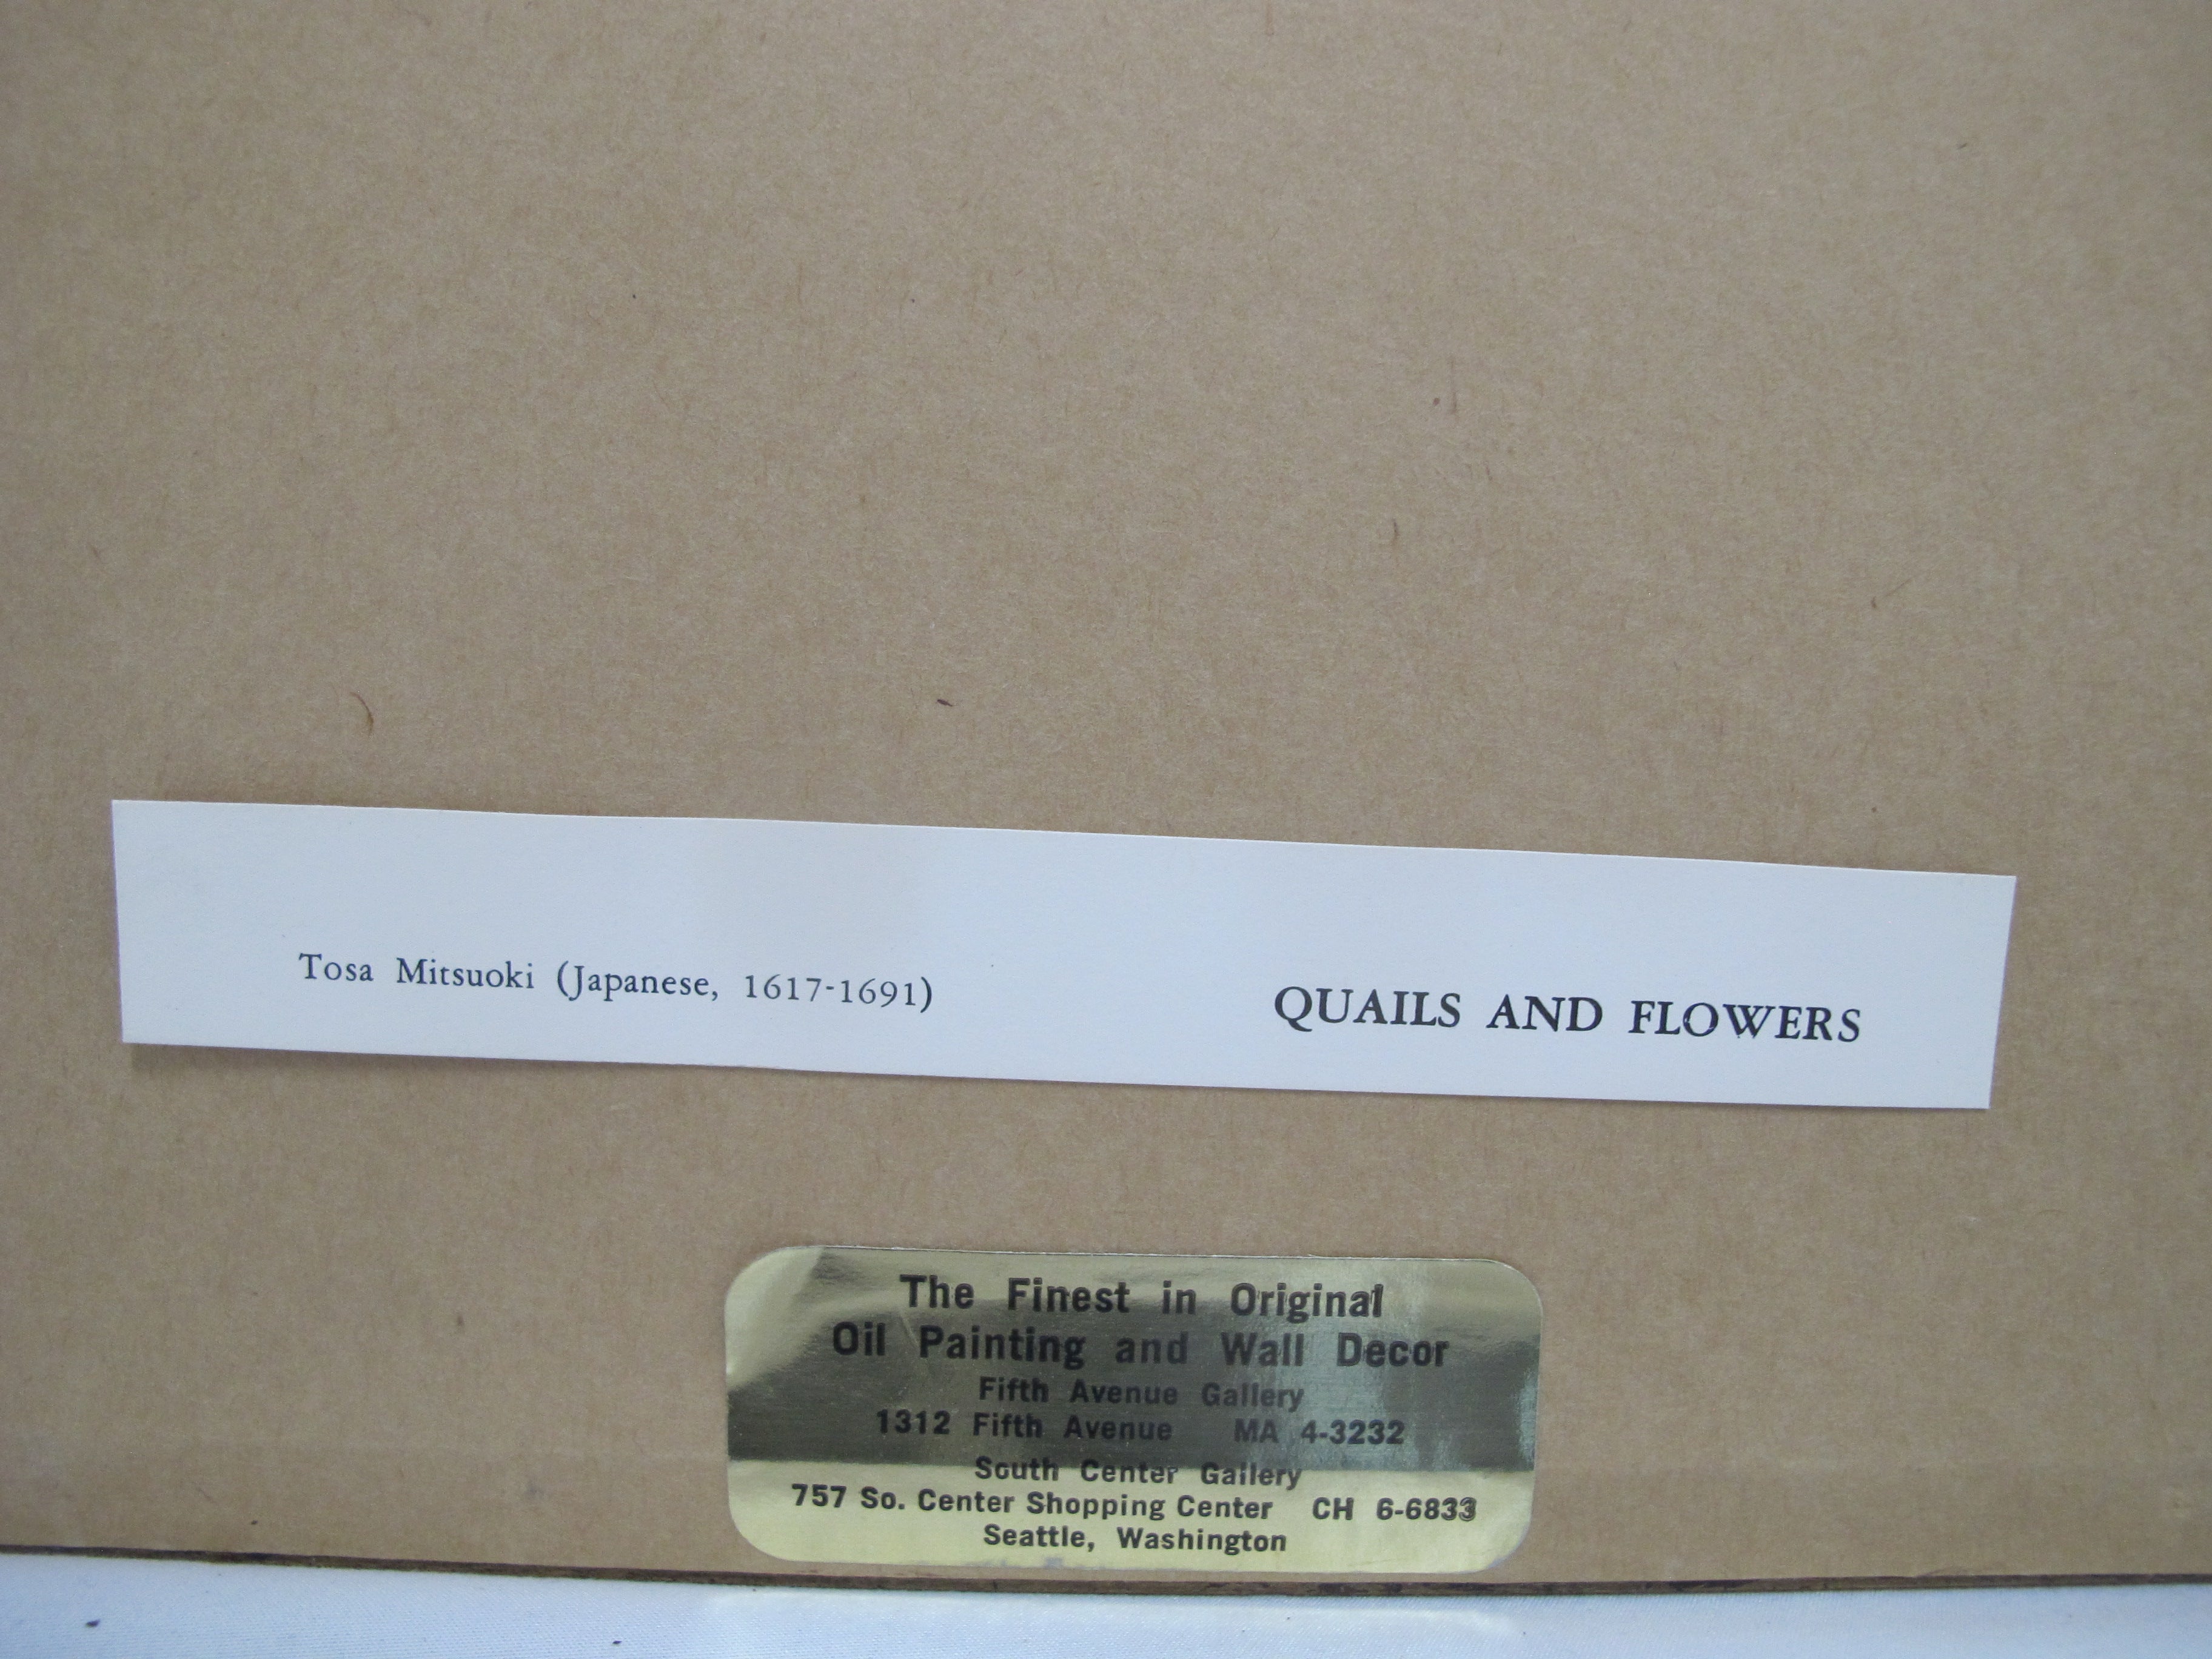 Tosa Mitsuoki (Japanese, 1617-1691)
QUAILS AND FLOWERS
The Finest in Original
Oil Painting and Wall Decor
Fifth Avenue Gallery
1312 Fifth Avenue MA 4-3232
South Center Gallery
757 So. Center Shopping Center CH 6-6833
Seattle, Washington